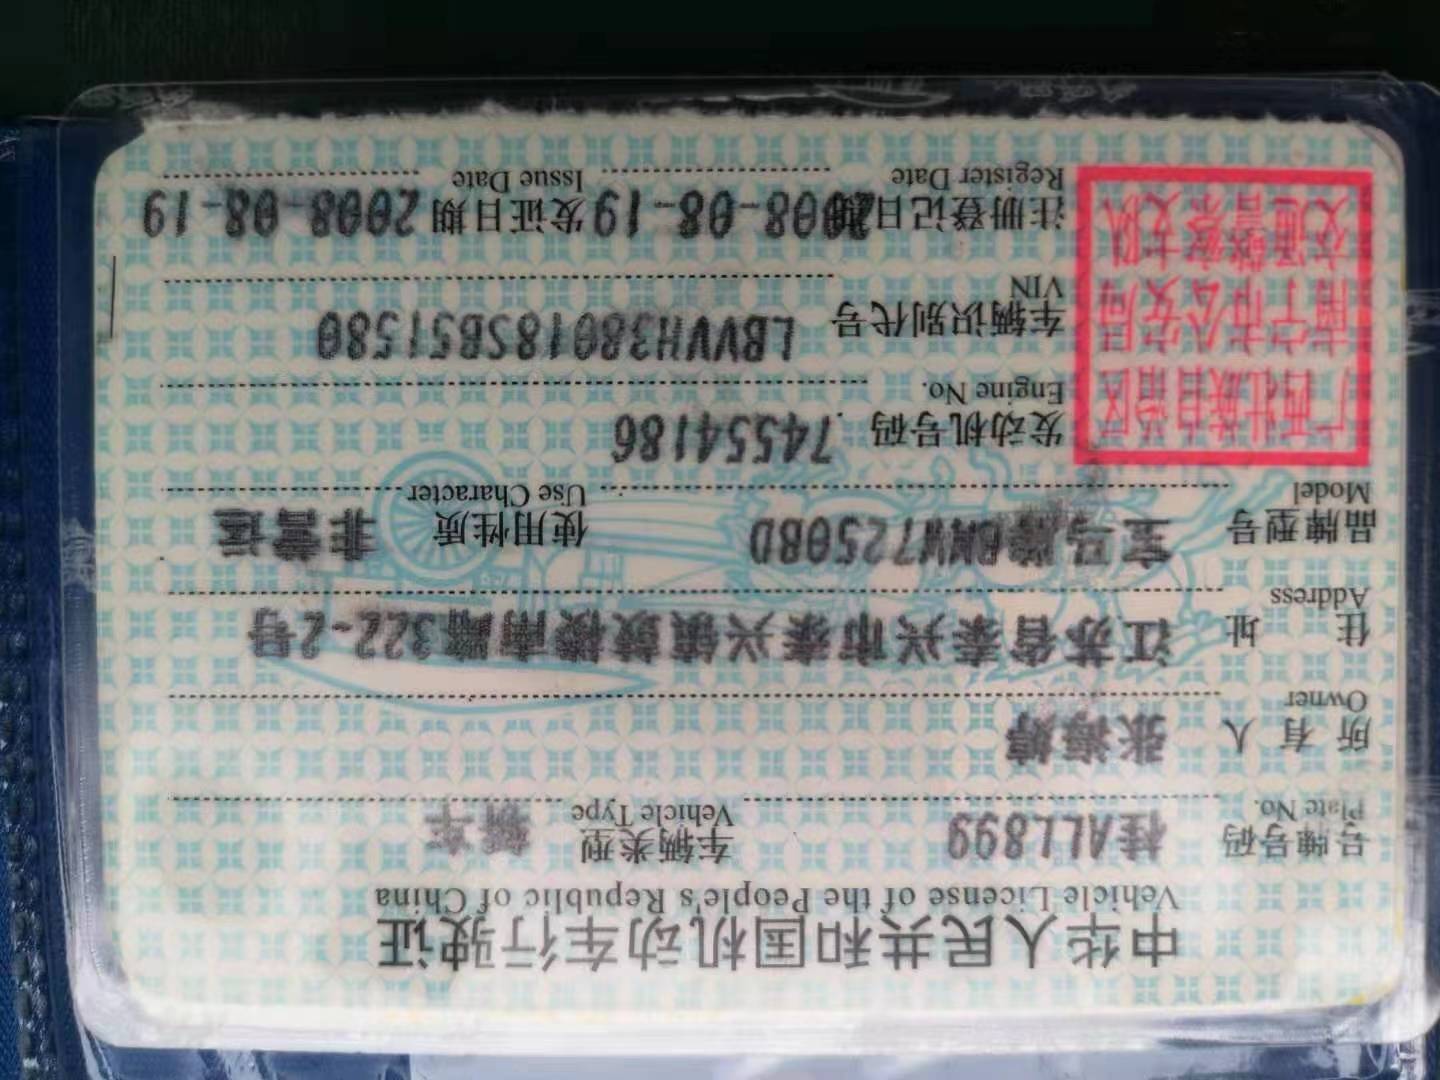 中华人民共和国机动车行驶证
Vehicle License of the People's Republic of China
号牌号码 桂ALL899 车辆类型 轿车
Plate No. Vehicle Type
所有人 张海婷
Owner
住址 江苏省泰兴市泰兴镇鼓楼南路322-2号
Address
品牌型号 宝马牌BMW7250BD 使用性质 非营运
Model Use Character
广西壮族自治区
南宁市公安局
交通警察支队
发动机号码 74554186
Engine No.
车辆识别代号 LBVVH38018SB51580
VIN
注册登记日期 2008-08-19 发证日期 2008-08-19
Register Date Issue Date